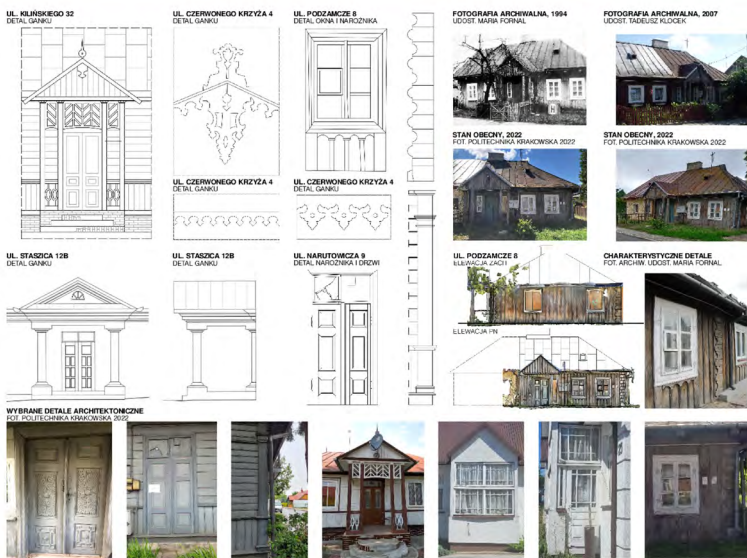 UL. KILIŃSKIEGO 32
DETAL GANKU
UL. CZERWONEGO KRZYŻA 4
DETAL GANKU
UL. PODZAMCZE 8
DETAL OKNA I NAROŻNIKA
FOTOGRAFIA ARCHIWALNA, 1994
UDOST. MARIA FORNAL
FOTOGRAFIA ARCHIWALNA, 2007
UDOST. TADEUSZ KLOCEK
STAN OBECNY, 2022
FOT. POLITECHNIKA KRAKOWSKA 2022
STAN OBECNY, 2022
FOT. POLITECHNIKA KRAKOWSKA 2022
UL. CZERWONEGO KRZYŻA 4
DETAL GANKU
UL. CZERWONEGO KRZYŻA 4
DETAL GANKU
UL. STASZICA 12B
DETAL GANKU
UL. STASZICA 12B
DETAL GANKU
UL. NARUTOWICZA 9
DETAL NAROŻNIKA I DRZWI
UL. PODZAMCZE 8
ELEWACJA ZACH
CHARAKTERYSTYCZNE DETALE
FOT. ARCHIW. UDOST. MARIA FORNAL
ELEWACJA PN
WYBRANE DETALE ARCHITEKTONICZNE
FOT. POLITECHNIKA KRAKOWSKA 2022